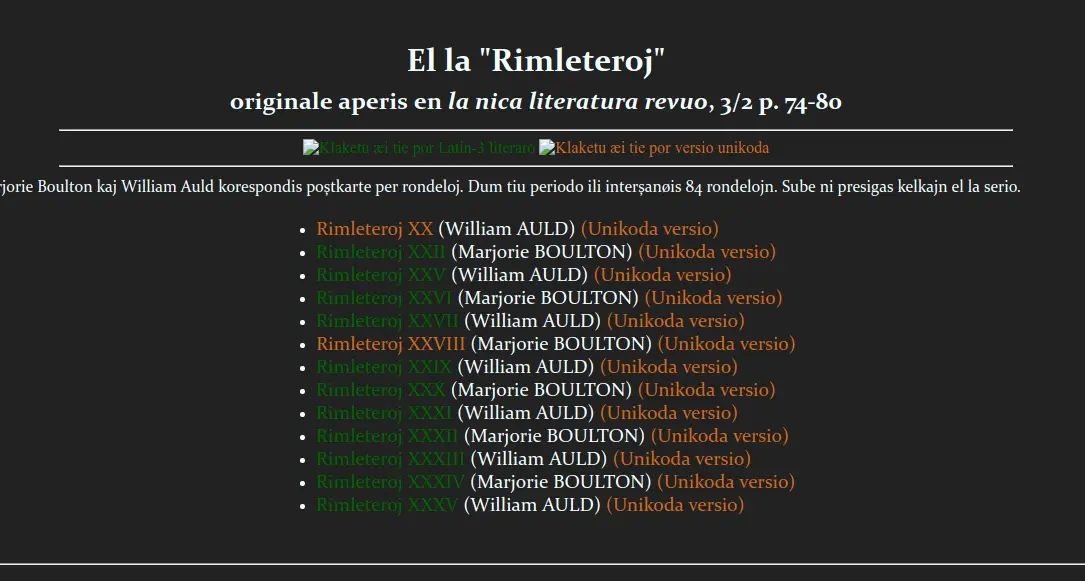 El la "Rimleteroj"
originale aperis en la nica literatura revuo, 3/2 p. 74-80
Klaketu æi tie por Latin-3 literaro Klaketu æi tie por versio unikoda
rjorie Boulton kaj William Auld korespondis poștkarte per rondeloj. Dum tiu periodo ili interșanøis 84 rondelojn. Sube ni presigas kelkajn el la serio.
Rimleteroj XX (William AULD) (Unikoda versio)
Rimleteroj XXII (Marjorie BOULTON) (Unikoda versio)
Rimleteroj XXV (William AULD) (Unikoda versio)
Rimleteroj XXVI (Marjorie BOULTON) (Unikoda versio)
Rimleteroj XXVII (William AULD) (Unikoda versio)
Rimleteroj XXVIII (Marjorie BOULTON) (Unikoda versio)
Rimleteroj XXIX (William AULD) (Unikoda versio)
Rimleteroj XXX (Marjorie BOULTON) (Unikoda versio)
Rimleteroj XXXI (William AULD) (Unikoda versio)
Rimleteroj XXXII (Marjorie BOULTON) (Unikoda versio)
Rimleteroj XXXIII (William AULD) (Unikoda versio)
Rimleteroj XXXIV (Marjorie BOULTON) (Unikoda versio)
Rimleteroj XXXV (William AULD) (Unikoda versio)